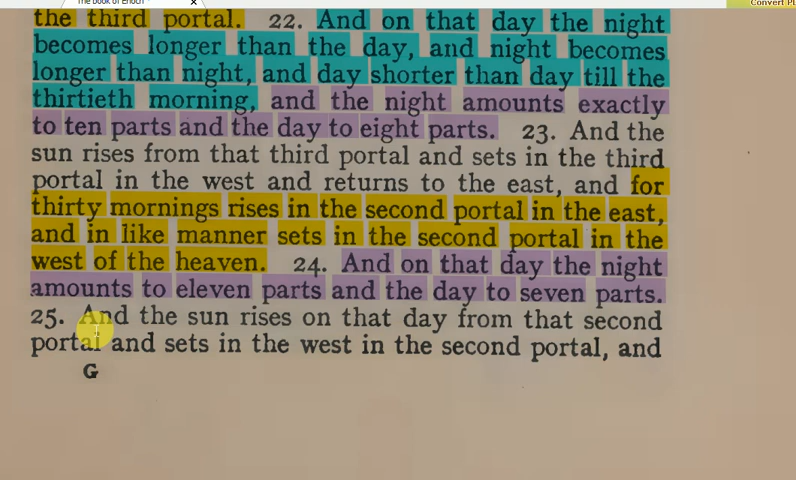 The Book of Enoch
Convert
the third portal. 22. And on that day the night
becomes longer than the day, and night becomes
longer than night, and day shorter than day till the
thirtieth morning, and the night amounts exactly
to ten parts and the day to eight parts. 23. And the
sun rises from that third portal and sets in the third
portal in the west and returns to the east, and for
thirty mornings rises in the second portal in the east,
and in like manner sets in the second portal in the
west of the heaven. 24. And on that day the night
amounts to eleven parts and the day to seven parts.
25. And the sun rises on that day from that second
portal and sets in the west in the second portal, and
G